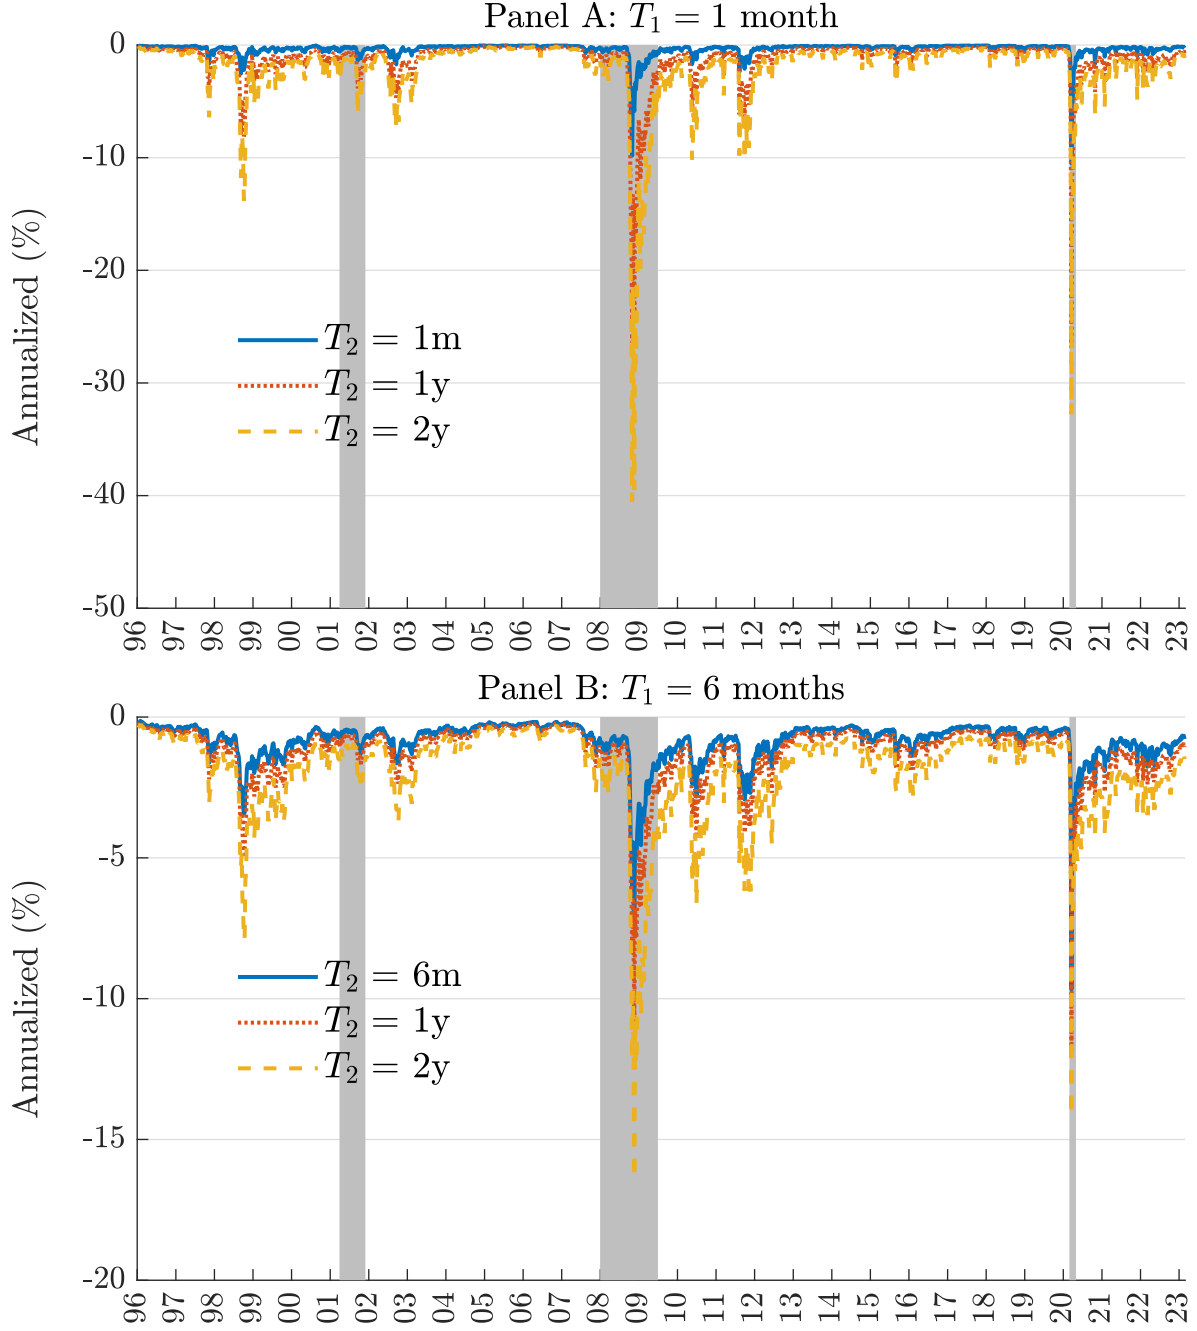 Panel A: T₁ = 1 month
Annualized (%)
0
-10
-20
-30
-40
-50
T₂ = 1m
T₂ = 1y
T₂ = 2y
96 97 98 99 00 01 02 03 04 05 06 07 08 09 10 11 12 13 14 15 16 17 18 19 20 21 22 23
Panel B: T₁ = 6 months
Annualized (%)
0
-5
-10
-15
-20
T₂ = 6m
T₂ = 1y
T₂ = 2y
96 97 98 99 00 01 02 03 04 05 06 07 08 09 10 11 12 13 14 15 16 17 18 19 20 21 22 23